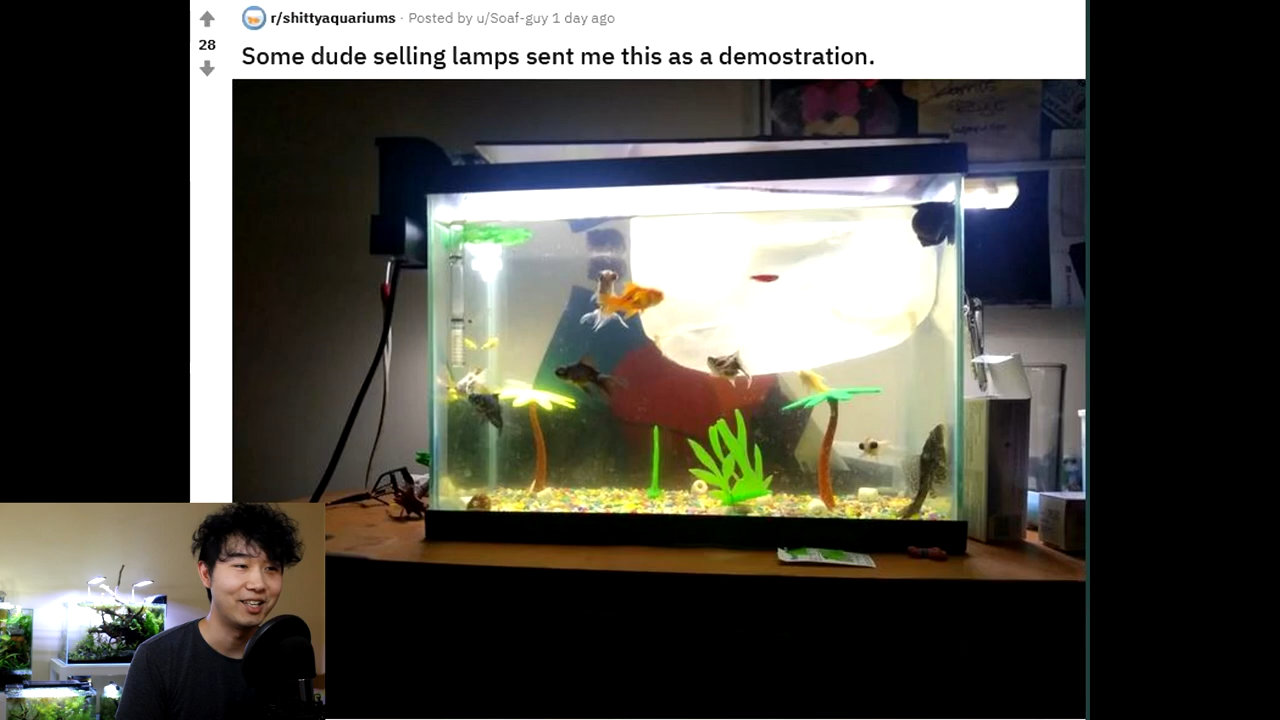 r/shittyaquariums · Posted by u/Soaf-guy 1 day ago
28
Some dude selling lamps sent me this as a demostration.